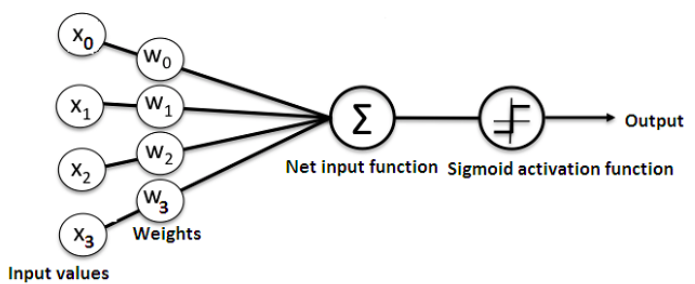 X0
W0
X1
W1
Σ
Output
X2
W2
Net input function
Sigmoid activation function
X3
W3
Weights
Input values